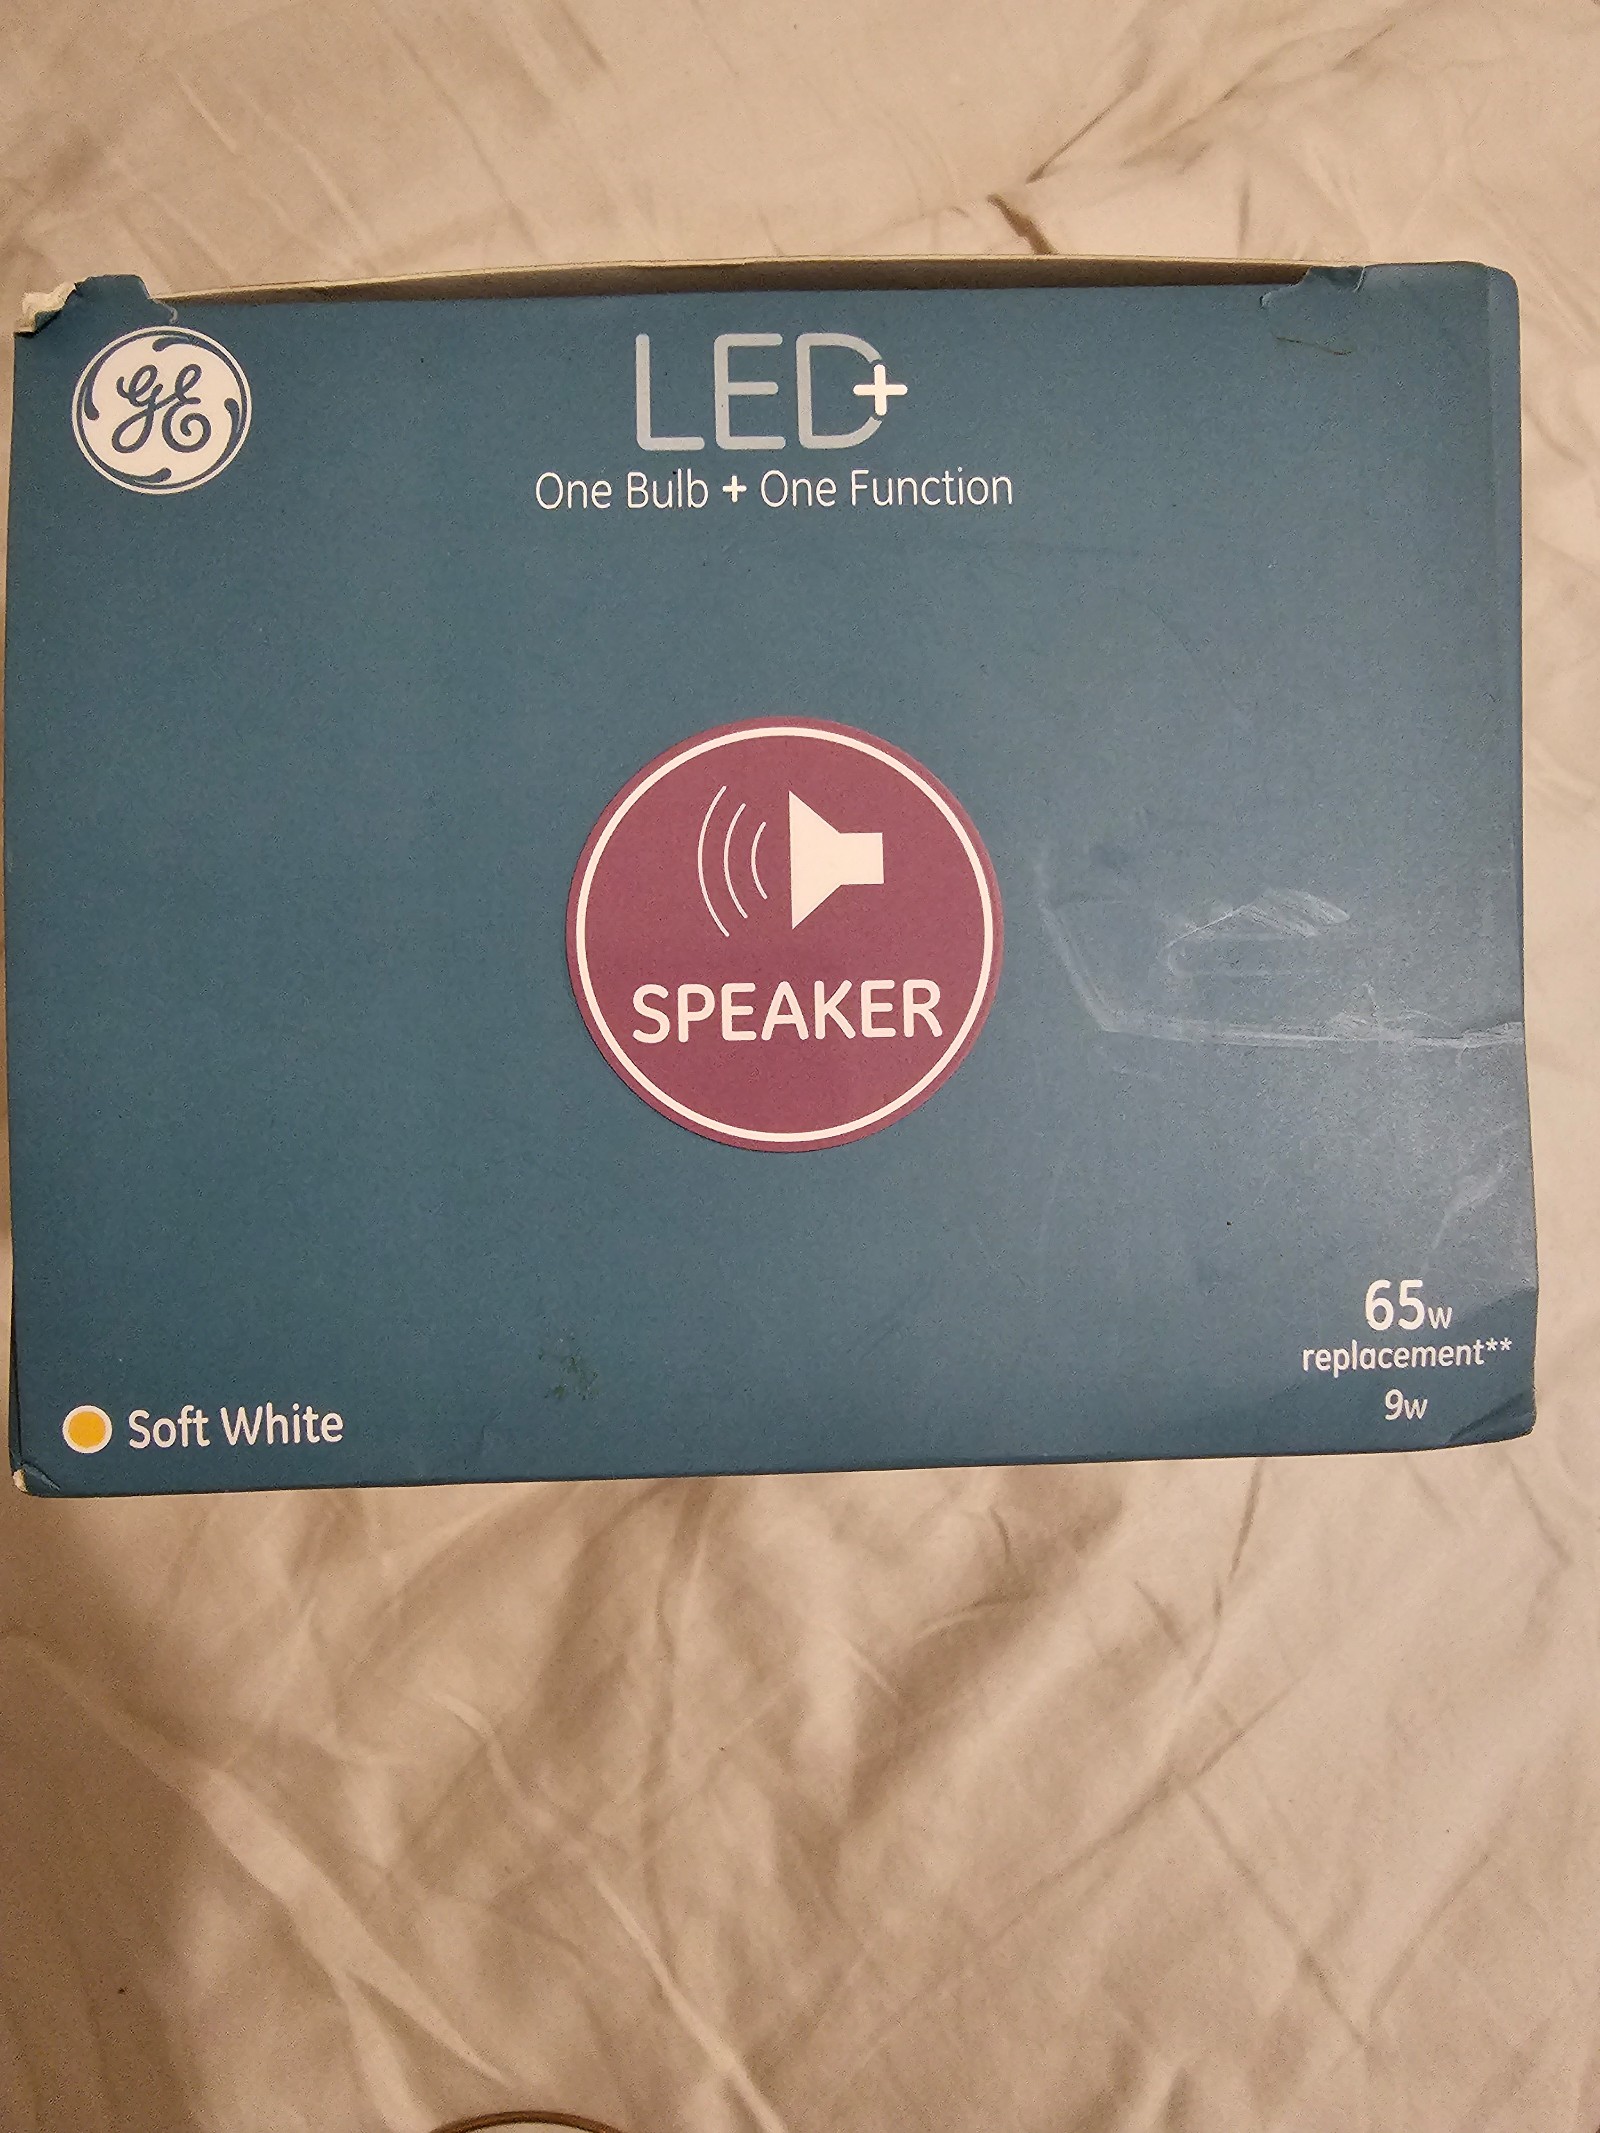 GE
LED+
One Bulb + One Function
SPEAKER
65w
replacement**
9w
Soft White